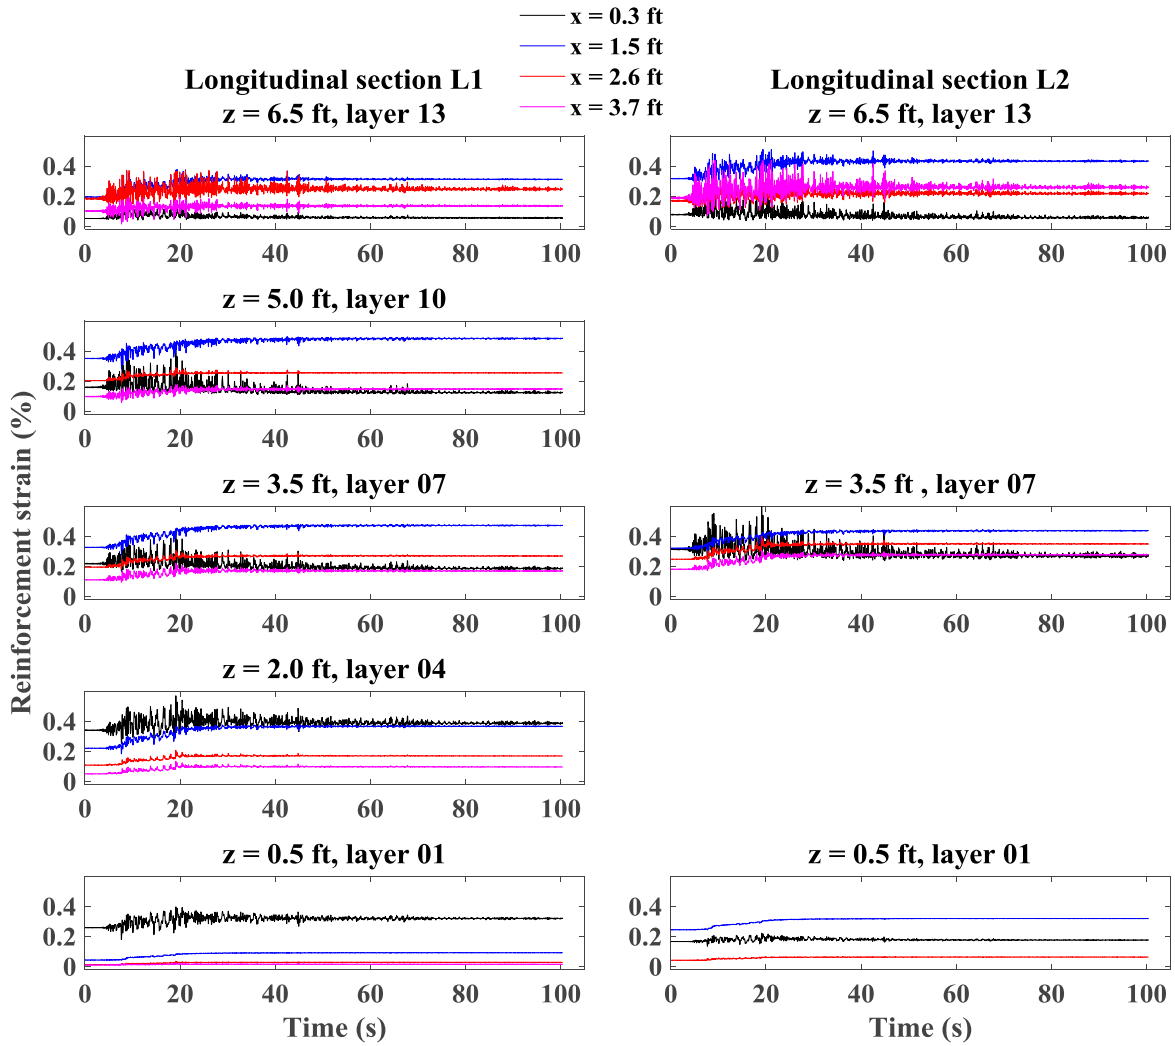 x = 0.3 ft
x = 1.5 ft
x = 2.6 ft
x = 3.7 ft
Longitudinal section L1
z = 6.5 ft, layer 13
0.4
0.2
0
0 20 40 60 80 100
Longitudinal section L2
z = 6.5 ft, layer 13
0.4
0.2
0
0 20 40 60 80 100
z = 5.0 ft, layer 10
0.4
0.2
0
0 20 40 60 80 100
z = 3.5 ft, layer 07
0.4
0.2
0
0 20 40 60 80 100
z = 3.5 ft , layer 07
0.4
0.2
0
0 20 40 60 80 100
z = 2.0 ft, layer 04
0.4
0.2
0
0 20 40 60 80 100
z = 0.5 ft, layer 01
0.4
0.2
0
0 20 40 60 80 100
Time (s)
z = 0.5 ft, layer 01
0.4
0.2
0
0 20 40 60 80 100
Time (s)
Reinforcement strain (%)